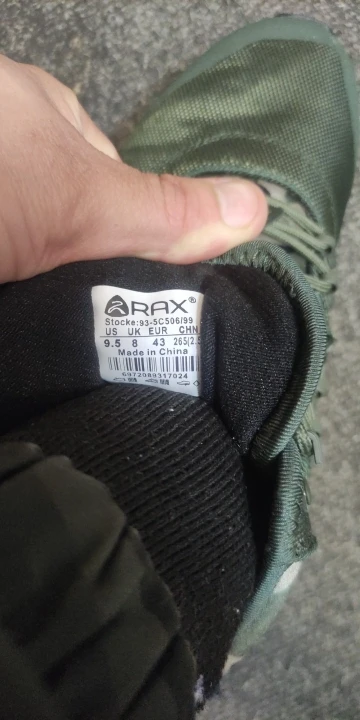 RAX®
Stocke:93-5C506/99
US UK EUR CHN
9.5 8 43 265(2.5
Made in China
6972089317024